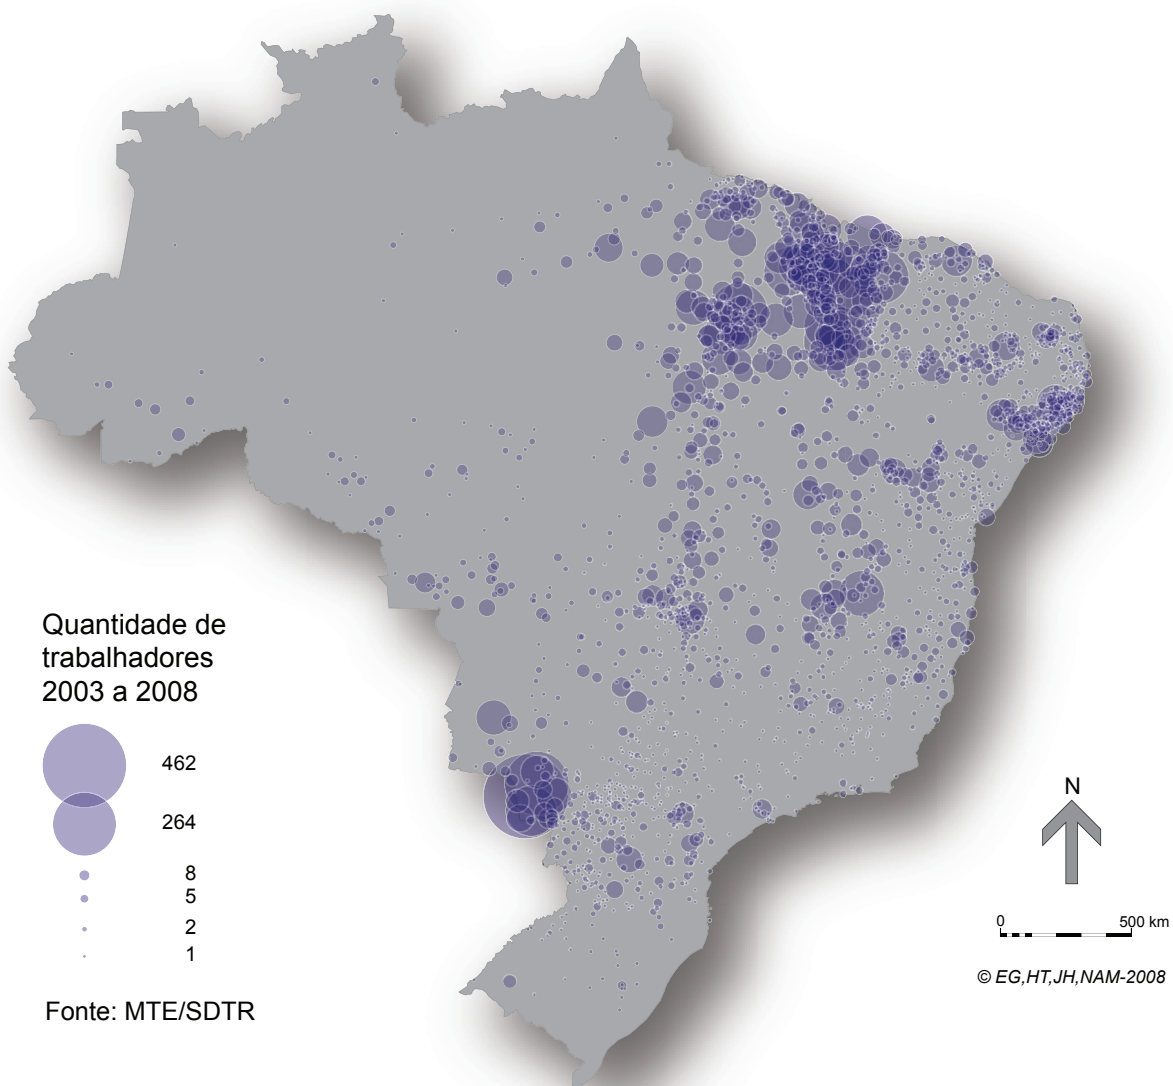 Quantidade de
trabalhadores
2003 a 2008
462
264
8
5
2
1
Fonte: MTE/SDTR
N
0 500 km
© EG,HT,JH,NAM-2008